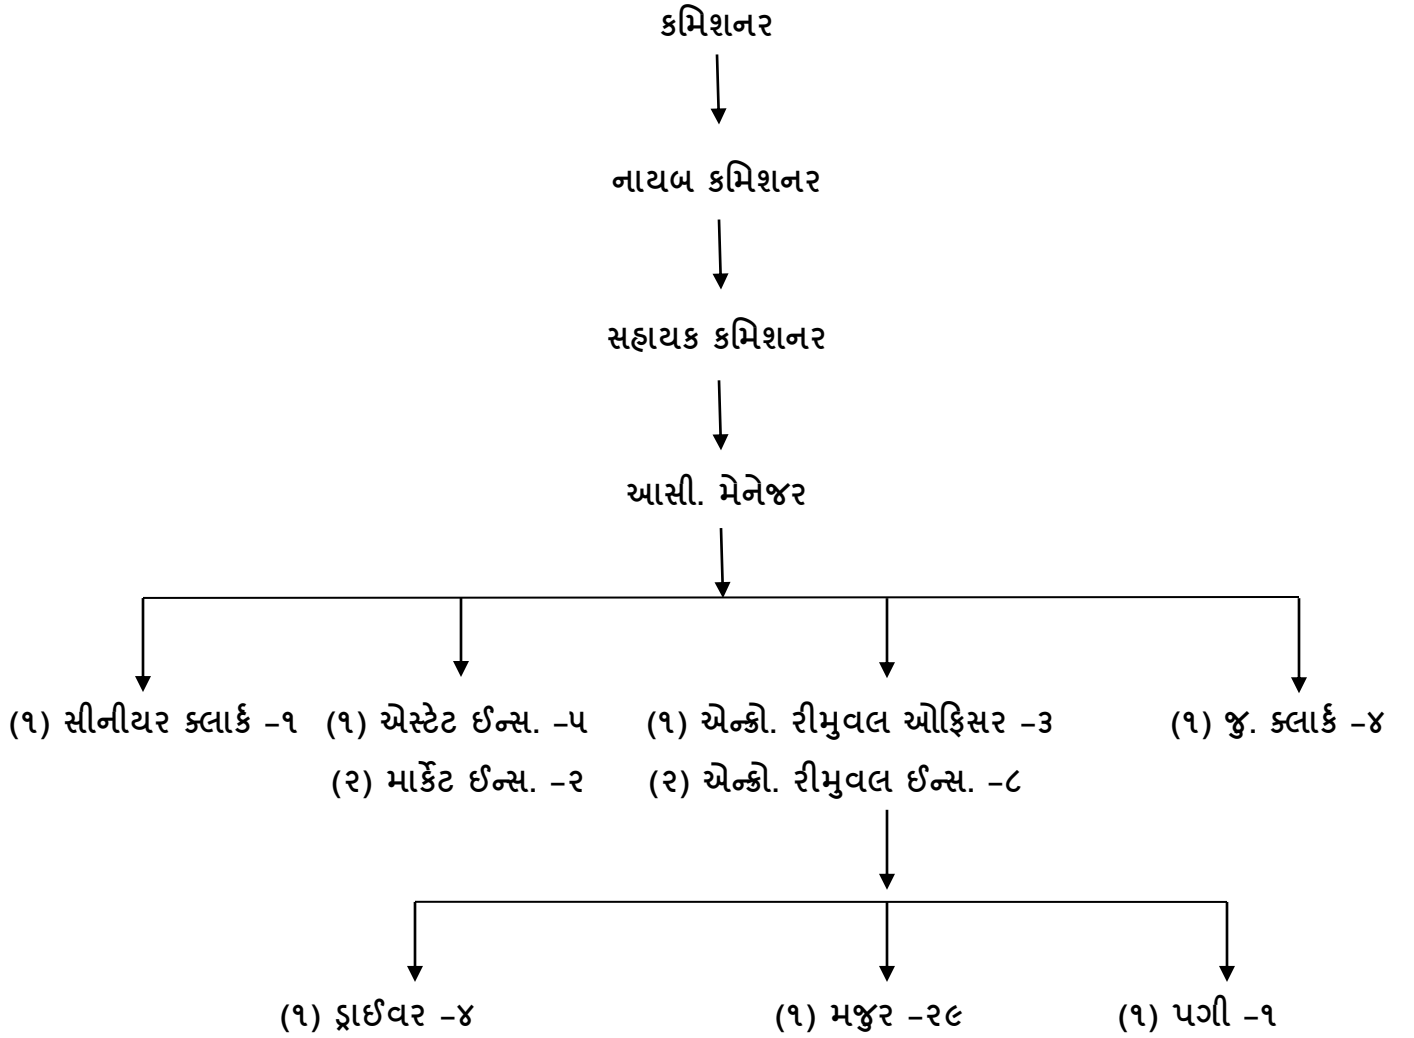 કમિશનર
નાયબ કમિશનર
સહાયક કમિશનર
આસી. મેનેજર
(૧) સીનીયર ક્લાર્ક –૧
(૧) એસ્ટેટ ઈન્સ. –૫
(૨) માર્કેટ ઈન્સ. –૨
(૧) એન્ક્રો. રીમુવલ ઓફિસર –૩
(૨) એન્ક્રો. રીમુવલ ઈન્સ. –૮
(૧) જુ. ક્લાર્ક –૪
(૧) ડ્રાઈવર –૪
(૧) મજુર –૨૯
(૧) પગી –૧